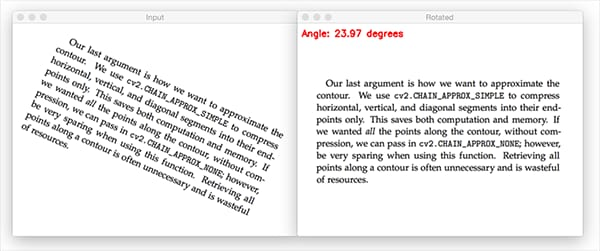 Input
Our last argument is how we want to approximate the
contour. We use cv2.CHAIN_APPROX_SIMPLE to compress
horizontal, vertical, and diagonal segments into their end-
points only. This saves both computation and memory. If
we wanted all the points along the contour, without com-
pression, we can pass in cv2.CHAIN_APPROX_NONE; however,
be very sparing when using this function. Retrieving all
points along a contour is often unnecessary and is wasteful
of resources.
Rotated
Angle: 23.97 degrees
Our last argument is how we want to approximate the
contour. We use cv2.CHAIN_APPROX_SIMPLE to compress
horizontal, vertical, and diagonal segments into their end-
points only. This saves both computation and memory. If
we wanted all the points along the contour, without com-
pression, we can pass in cv2.CHAIN_APPROX_NONE; however,
be very sparing when using this function. Retrieving all
points along a contour is often unnecessary and is wasteful
of resources.